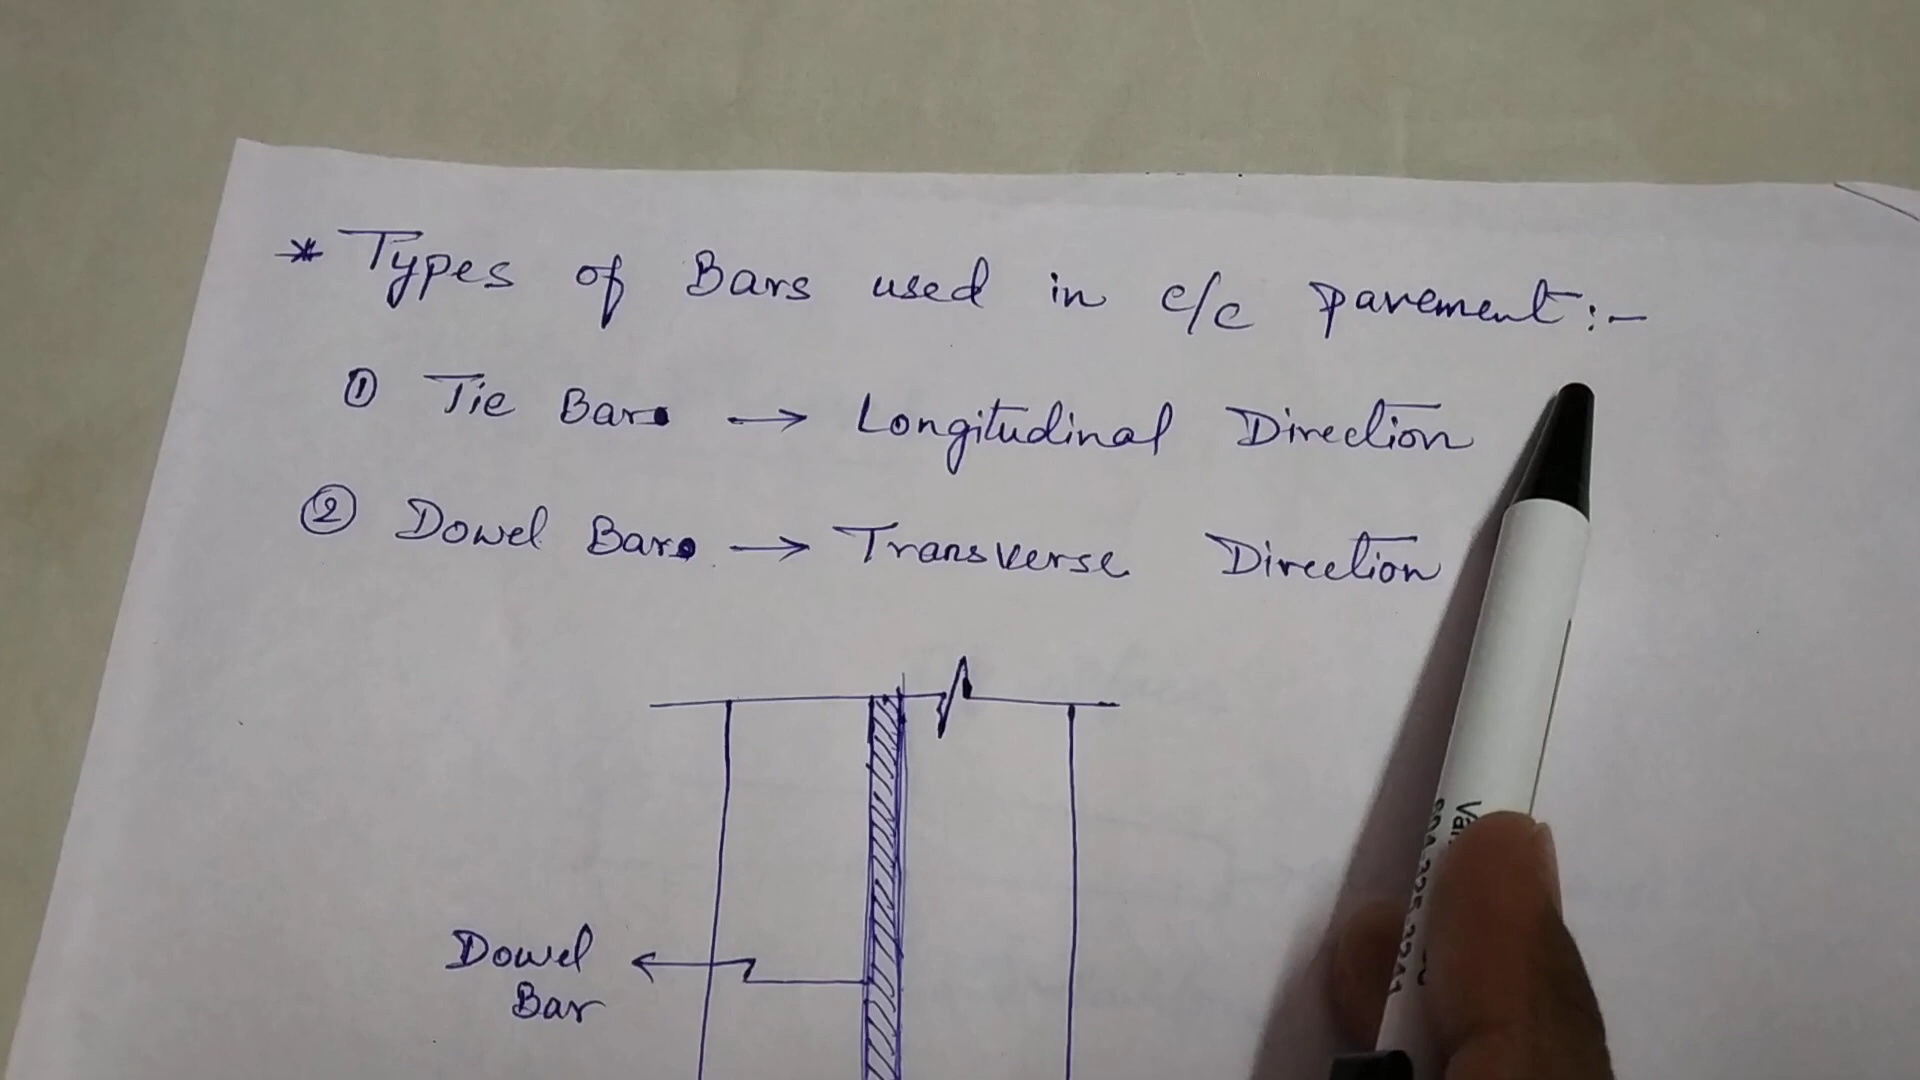 * Types of Bars used in c/c pavement:-
① Tie Bars → Longitudinal Direction
② Dowel Bars → Transverse Direction
Dowel
Bar